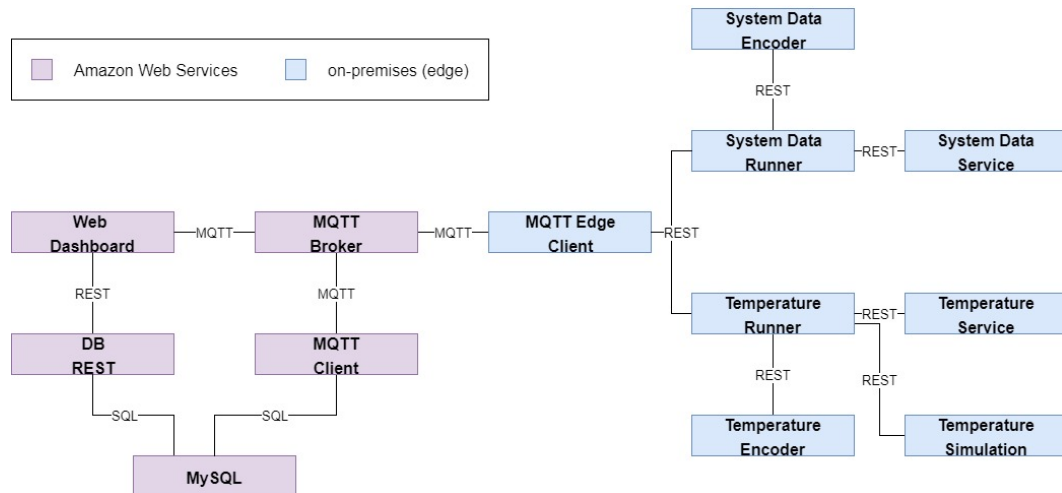 System Data
Encoder
Amazon Web Services
on-premises (edge)
REST
System Data
Runner
REST
System Data
Service
Web
Dashboard
MQTT
MQTT
Broker
MQTT
MQTT Edge
Client
REST
REST
MQTT
DB
REST
MQTT
Client
Temperature
Runner
REST
Temperature
Service
REST
REST
SQL
SQL
Temperature
Encoder
Temperature
Simulation
MySQL